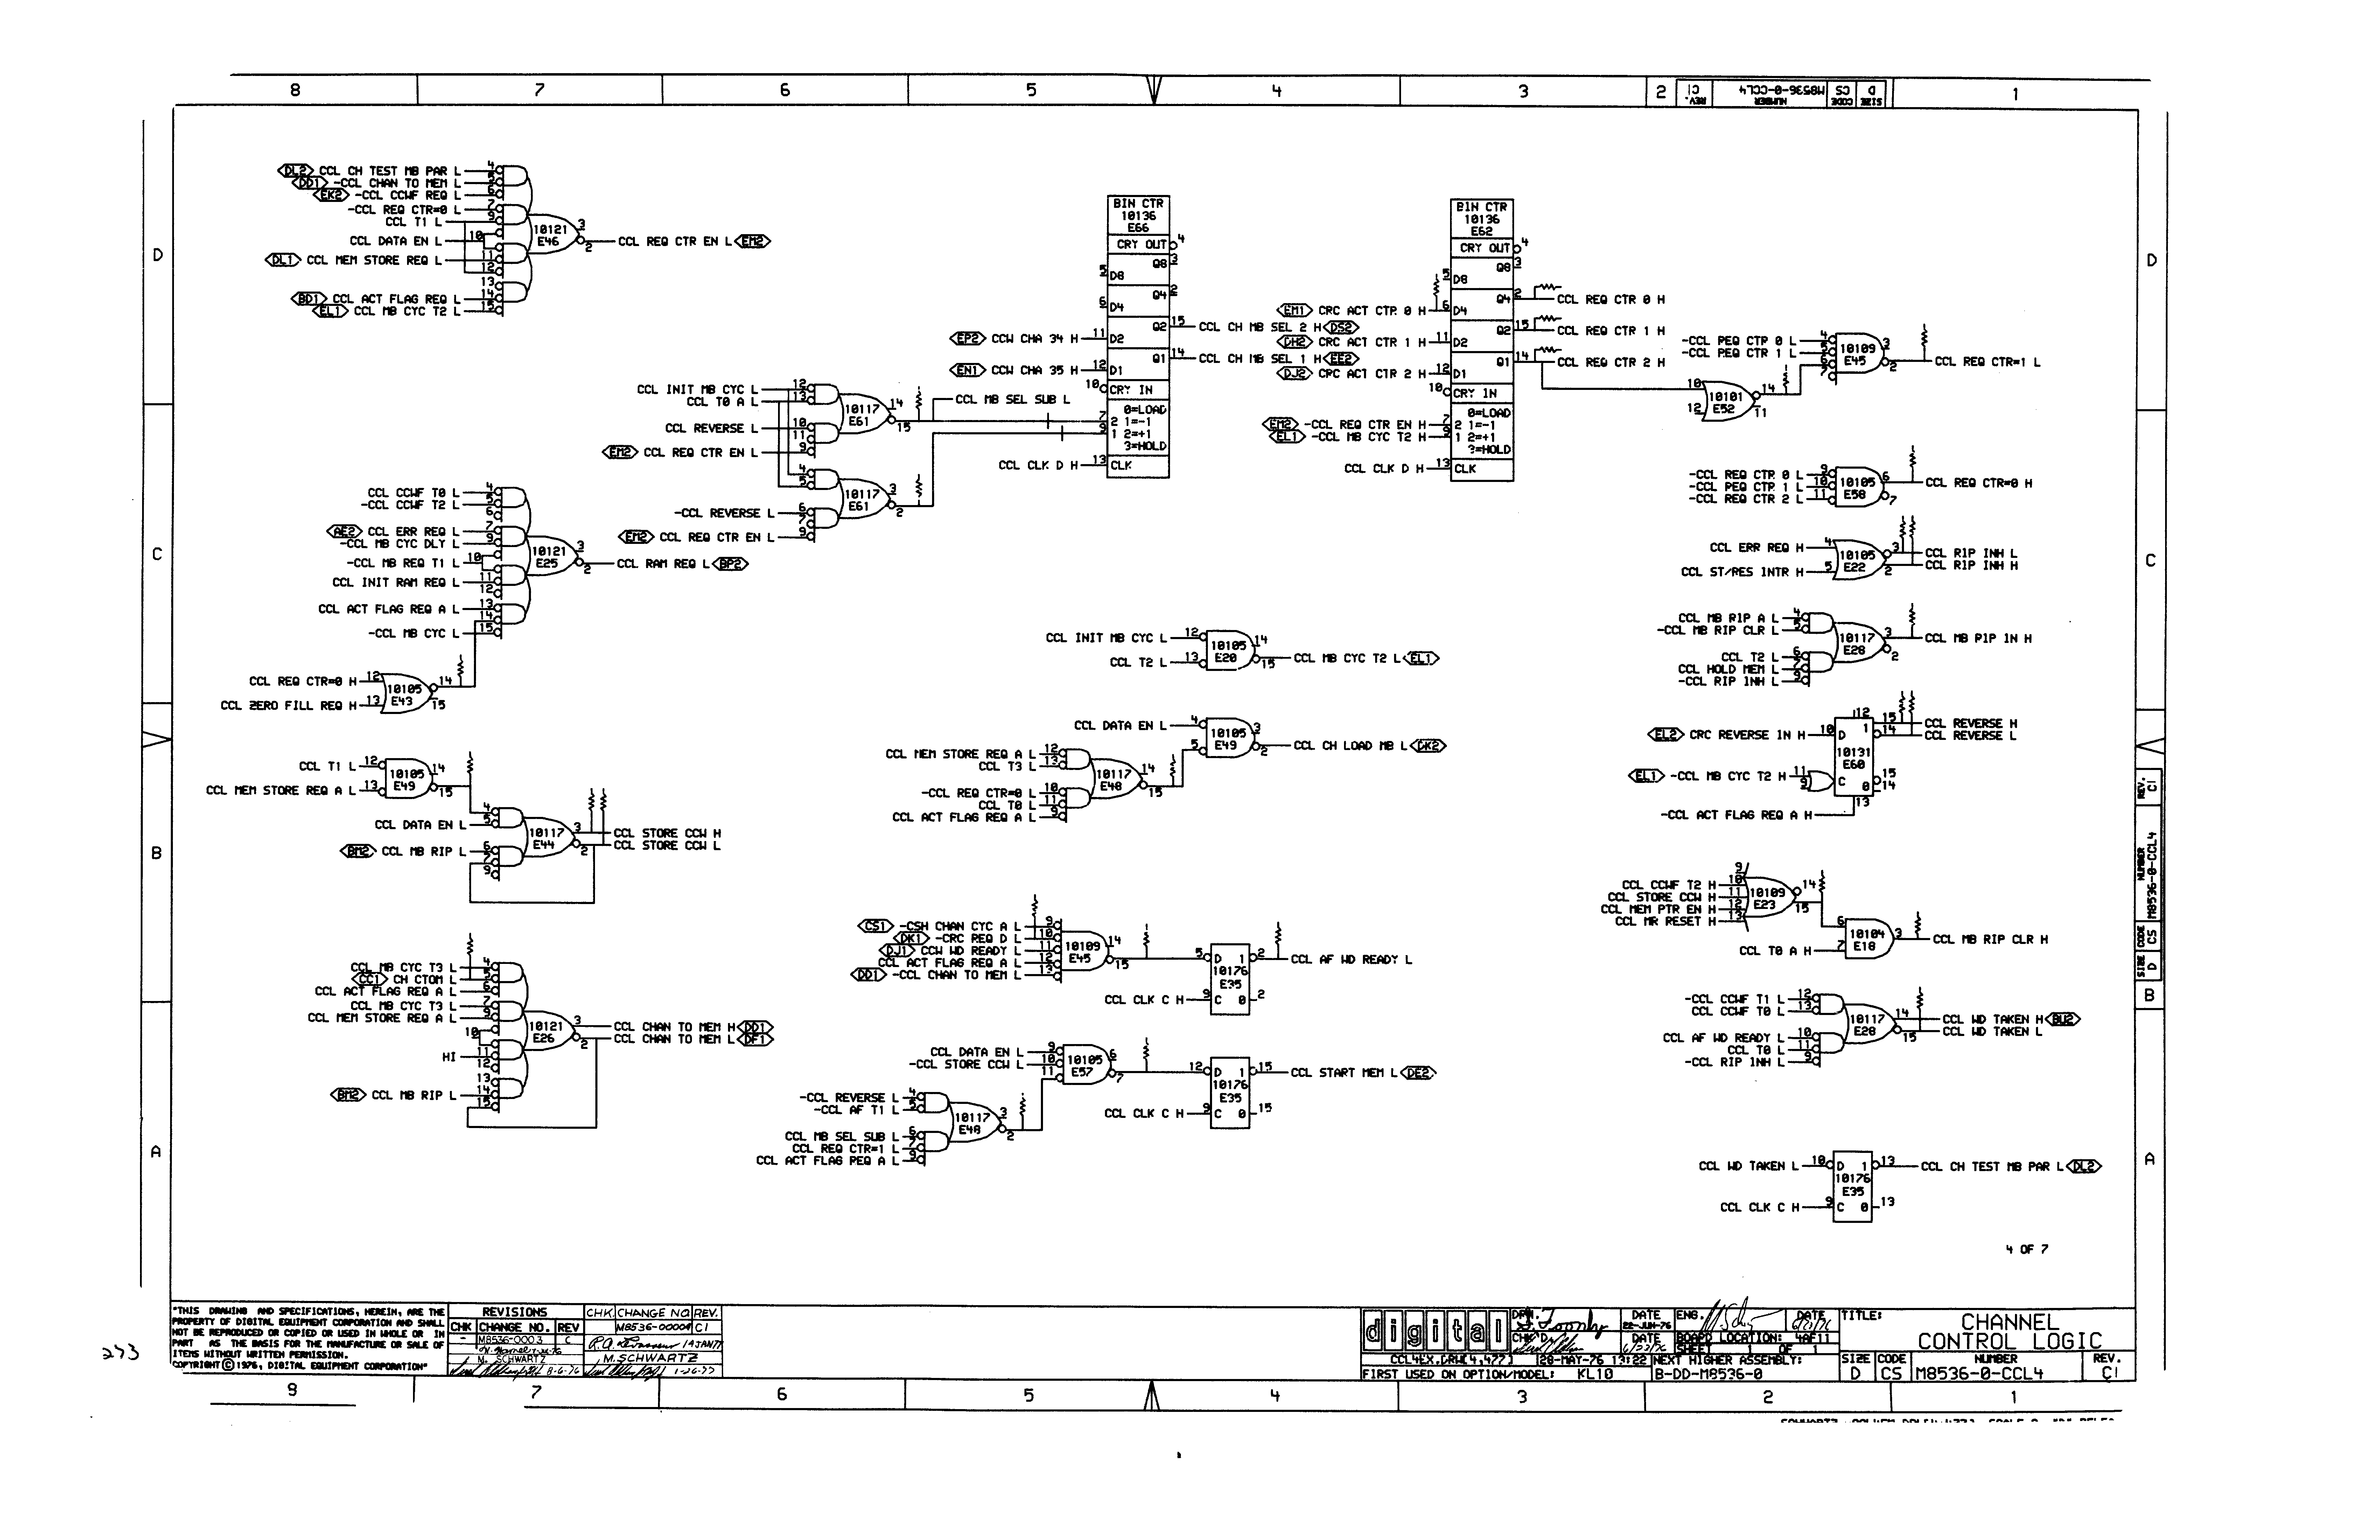 8 7 6 5 4 3 2 1
REV. C1 NUMBER M8536-0-CCL4 CODE CS SIZE D
D
C
B
A
DL2 CCL CH TEST MB PAR L 4
DD1 -CCL CHAN TO MEM L 5
EK2 -CCL CCWF REQ L 6
-CCL REQ CTR=0 L 7
CCL T1 L 9
CCL DATA EN L 10
DL1 CCL MEM STORE REQ L 11
12
13
BD1 CCL ACT FLAG REQ L 14
EL1 CCL MB CYC T2 L 15
10121
E46
3
2 CCL REQ CTR EN L EM2
CCL CCWF T0 L 4
-CCL CCWF T2 L 5
6
AE2 CCL ERR REQ L 7
-CCL MB CYC DLY L 9
-CCL MB REQ T1 L 10
CCL INIT RAM REQ L 11
12
CCL ACT FLAG REQ A L 13
14
-CCL MB CYC L 15
10121
E25
3
2 CCL RAM REQ L BP2
CCL REQ CTR=0 H 12
CCL ZERO FILL REQ H 13
10105
E43
14
15
CCL T1 L 12
CCL MEM STORE REQ A L 13
10105
E49
14
15
4
CCL DATA EN L 5
BM2 CCL MB RIP L 6
7
9
10117
E44
3 CCL STORE CCW H
2 CCL STORE CCW L
CCL MB CYC T3 L 4
CC1 CH CTOM L 5
CCL ACT FLAG REQ A L 6
CCL MB CYC T3 L 7
CCL MEM STORE REQ A L 9
10
HI 11
12
13
BM2 CCL MB RIP L 14
15
10121
E26
3 CCL CHAN TO MEM H DD1
2 CCL CHAN TO MEM L DF1
CCL INIT MB CYC L 12
CCL T0 A L 13
CCL REVERSE L 10
11
EM2 CCL REQ CTR EN L 9
10117
E61
14
15
CCL MB SEL SUB L
4
5
-CCL REVERSE L 6
7
EM2 CCL REQ CTR EN L 9
10117
E61
3
2
BIN CTR
10136
E66
CRY OUT 4
Q8 3
5 D8
Q4 2
6 D4
Q2 15 CCL CH MB SEL 2 H DS2
EP2 CCW CHA 34 H 11 D2
Q1 14 CCL CH MB SEL 1 H EE2
EN1 CCW CHA 35 H 12 D1
10 CRY IN
0=LOAD
7 2 1=-1
9 1 2=+1
3=HOLD
CCL CLK D H 13 CLK
BIN CTR
10136
E62
CRY OUT 4
Q8 3
5 D8
Q4 2 CCL REQ CTR 0 H
EM1 CRC ACT CTR 0 H 6 D4
Q2 15 CCL REQ CTR 1 H
DH2 CRC ACT CTR 1 H 11 D2
Q1 14 CCL REQ CTR 2 H
DJ2 CRC ACT CTR 2 H 12 D1
10 CRY IN
0=LOAD
EM2 -CCL REQ CTR EN H 7 2 1=-1
EL1 -CCL MB CYC T2 H 9 1 2=+1
3=HOLD
CCL CLK D H 13 CLK
CCL INIT MB CYC L 12
CCL T2 L 13
10105
E20
14
15 CCL MB CYC T2 L EL1
CCL MEM STORE REQ A L 12
CCL T3 L 13
-CCL REQ CTR=0 L 10
CCL T0 L 11
CCL ACT FLAG REQ A L 9
10117
E48
14
15
CCL DATA EN L 4
5
10105
E49
3
2 CCL CH LOAD MB L DK2
CS1 -CSH CHAN CYC A L 9
DK1 -CRC REQ D L 10
DJ1 CCW WD READY L 11
CCL ACT FLAG REQ A L 12
DD1 -CCL CHAN TO MEM L 13
10109
E45
14
15
5 D 1 2 CCL AF WD READY L
10176
E35
CCL CLK C H 9 C 0 2
CCL DATA EN L 9
-CCL STORE CCW L 10
11
10105
E57
6
7
12 D 1 15 CCL START MEM L DE2
10176
E35
CCL CLK C H 9 C 0 15
-CCL REVERSE L 4
-CCL AF T1 L 5
CCL MB SEL SUB L 6
CCL REQ CTR=1 L 7
CCL ACT FLAG REQ A L 9
10117
E48
3
2
-CCL REQ CTR 0 L 4
-CCL REQ CTR 1 L 5
6
7
10109
E45
3
2 CCL REQ CTR=1 L
10
12
10101
E52
14
11
-CCL REQ CTR 0 L 9
-CCL REQ CTR 1 L 10
-CCL REQ CTR 2 L 11
10105
E58
6 CCL REQ CTR=0 H
7
CCL ERR REQ H 4
CCL ST/RES INTR H 5
10105
E22
3 CCL RIP INH L
2 CCL RIP INH H
CCL MB RIP A L 4
-CCL MB RIP CLR L 5
CCL T2 L 6
CCL HOLD MEM L 7
-CCL RIP INH L 9
10117
E28
3 CCL MB RIP IN H
2
12
EL2 CRC REVERSE IN H 10 D 1
15 CCL REVERSE H
14 CCL REVERSE L
10131
E60
EL1 -CCL MB CYC T2 H 11
9
C 0
15
14
13
-CCL ACT FLAG REQ A H
9
CCL CCWF T2 H 10
CCL STORE CCW H 11
CCL MEM PTR EN H 12
CCL MR RESET H 13
10109
E23
14
15
6
CCL T0 A H 7
10104
E18
3 CCL MB RIP CLR H
-CCL CCWF T1 L 12
CCL CCWF T0 L 13
CCL AF WD READY L 10
CCL T0 L 11
-CCL RIP INH L 9
10117
E28
14 CCL WD TAKEN H BU2
15 CCL WD TAKEN L
CCL WD TAKEN L 10 D 1 13 CCL CH TEST MB PAR L DL2
10176
E35
CCL CLK C H 9 C 0 13
4 OF 7
D
C
B
A
SIZE D CODE CS NUMBER M8536-0-CCL4 REV. C1
273
"THIS DRAWING AND SPECIFICATIONS, HEREIN, ARE THE
PROPERTY OF DIGITAL EQUIPMENT CORPORATION AND SHALL
NOT BE REPRODUCED OR COPIED OR USED IN WHOLE OR IN
PART AS THE BASIS FOR THE MANUFACTURE OR SALE OF
ITEMS WITHOUT WRITTEN PERMISSION.
COPYRIGHT © 1976, DIGITAL EQUIPMENT CORPORATION"
REVISIONS
CHK CHANGE NO. REV
- M8536-0003 C
M. SCHWARTZ
8-6-76
CHK CHANGE NO REV.
M8536-00004 C1
14JAN77
M. SCHWARTZ
1-26-77
digital
DRN. DATE 22-JUN-76
CHK'D. DATE
ENG. DATE
BOARD LOCATION: 4AF11
SHEET 1 OF 1
CCL4EX.DRW[4,477] 28-MAY-76 13:22 NEXT HIGHER ASSEMBLY:
FIRST USED ON OPTION/MODEL: KL10 B-DD-M8536-0
TITLE: CHANNEL
CONTROL LOGIC
SIZE D CODE CS NUMBER M8536-0-CCL4 REV. C1
8 7 6 5 4 3 2 1